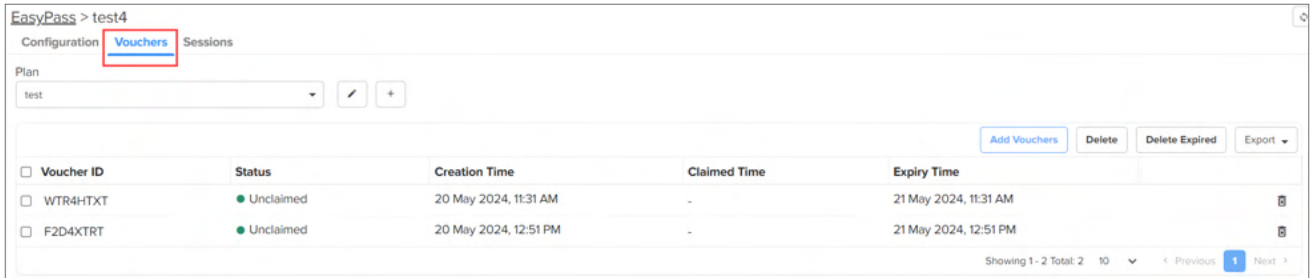 EasyPass > test4
Configuration Vouchers Sessions
Plan
test
Add Vouchers Delete Delete Expired Export
Voucher ID Status Creation Time Claimed Time Expiry Time
WTR4HTXT Unclaimed 20 May 2024, 11:31 AM - 21 May 2024, 11:31 AM
F2D4XTRT Unclaimed 20 May 2024, 12:51 PM - 21 May 2024, 12:51 PM
Showing 1 - 2 Total: 2 10 < Previous 1 Next >